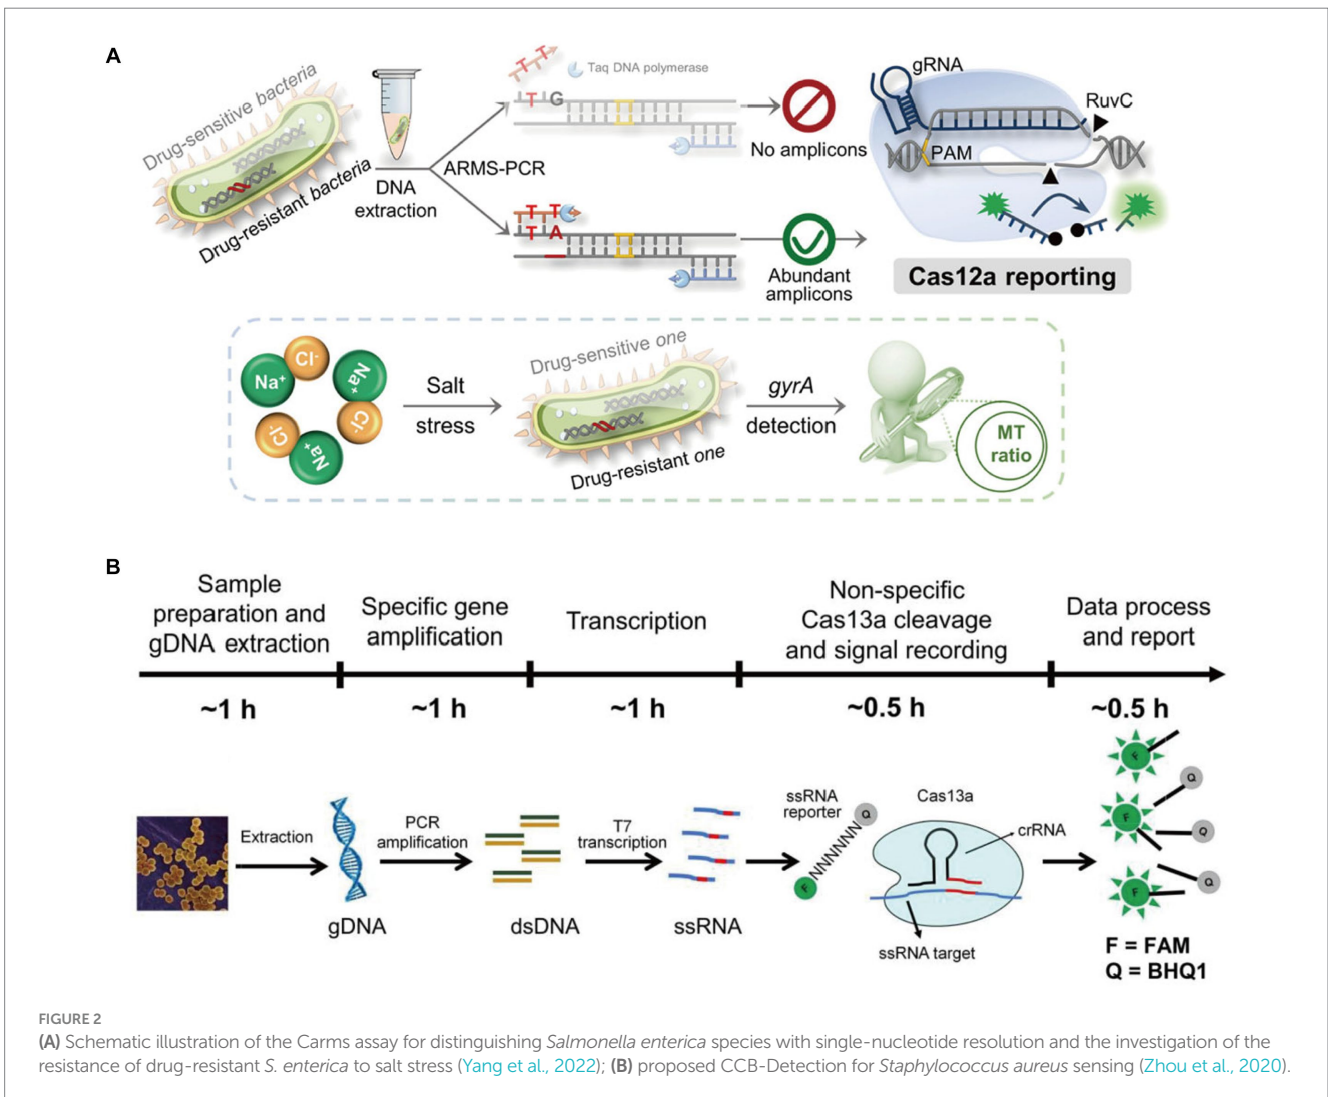 A
Drug-sensitive bacteria
Drug-resistant bacteria
DNA
extraction
ARMS-PCR
T T
Taq DNA polymerase
T G
No amplicons
T T
T A
Abundant
amplicons
gRNA
RuvC
PAM
Cas12a reporting
Cl-
Na+
Na+
Cl-
Cl-
Na+
Salt
stress
Drug-sensitive one
Drug-resistant one
gyrA
detection
MT
ratio
B
Sample
preparation and
gDNA extraction
Specific gene
amplification
Transcription
Non-specific
Cas13a cleavage
and signal recording
Data process
and report
~1 h
~1 h
~1 h
~0.5 h
~0.5 h
Extraction
gDNA
PCR
amplification
dsDNA
T7
transcription
ssRNA
ssRNA
reporter
Q
NNNNNN
F
Cas13a
crRNA
ssRNA target
F
Q
F
Q
F
Q
F = FAM
Q = BHQ1
FIGURE 2
(A) Schematic illustration of the Carms assay for distinguishing Salmonella enterica species with single-nucleotide resolution and the investigation of the
resistance of drug-resistant S. enterica to salt stress (Yang et al., 2022); (B) proposed CCB-Detection for Staphylococcus aureus sensing (Zhou et al., 2020).